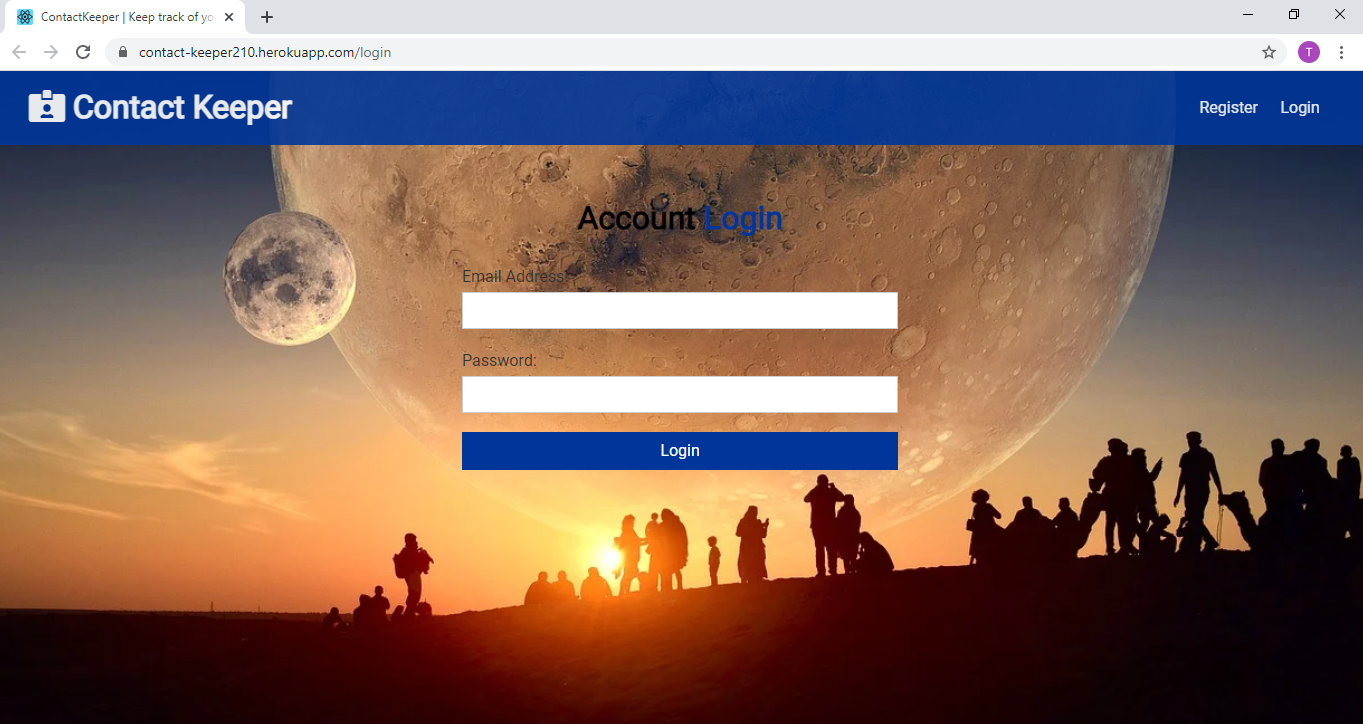 ContactKeeper | Keep track of yo
contact-keeper210.herokuapp.com/login
T
Contact Keeper
Register
Login
Account Login
Email Address:
Password:
Login